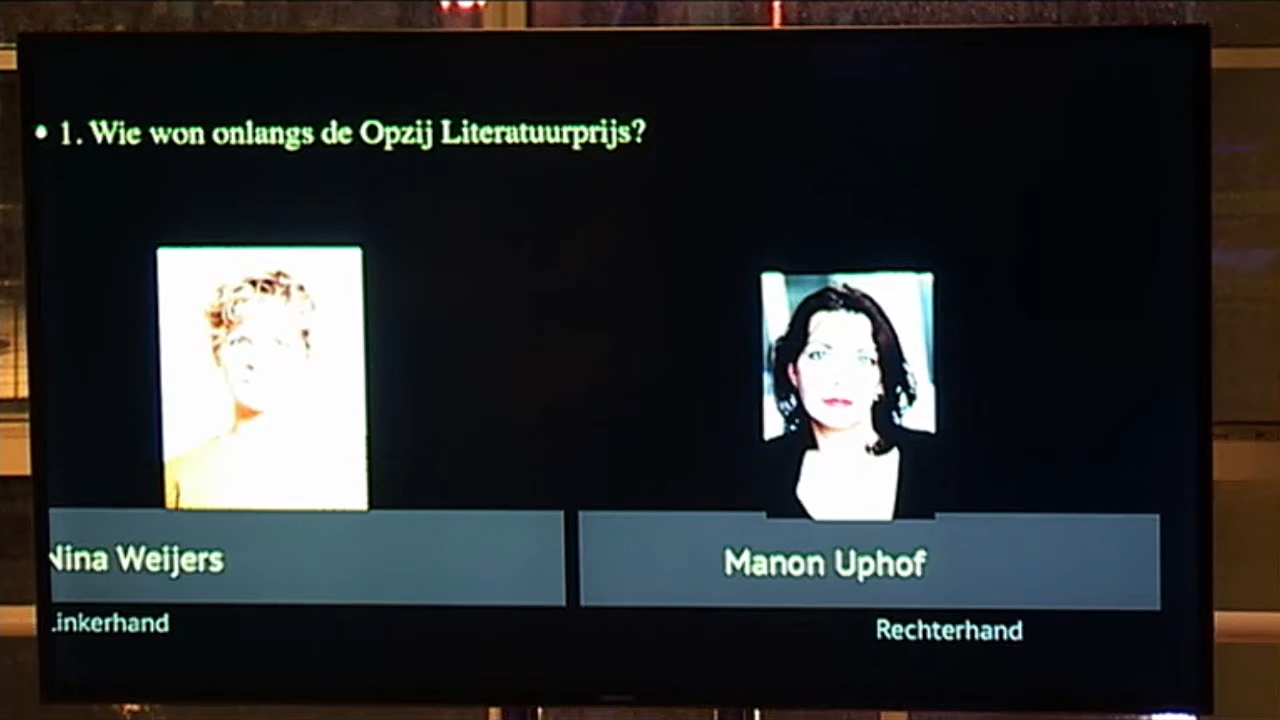 • 1. Wie won onlangs de Opzij Literatuurprijs?
Nina Weijers
Manon Uphof
.inkerhand
Rechterhand